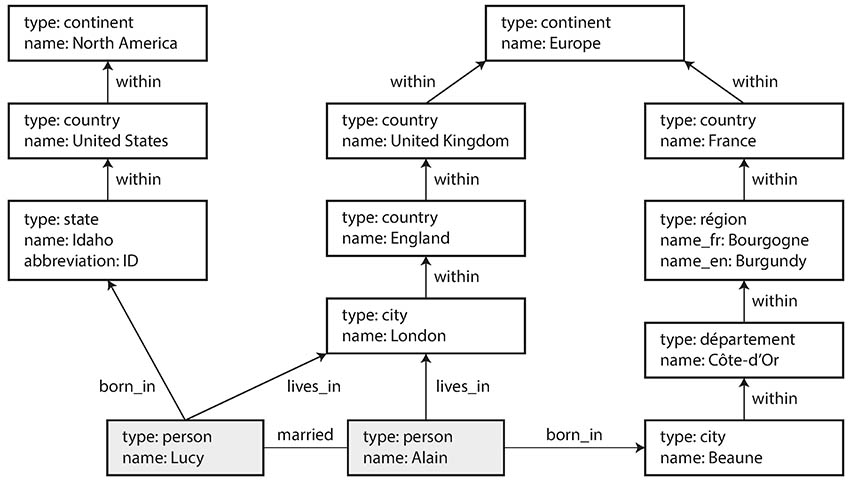 type: continent
name: North America
within
type: country
name: United States
within
type: state
name: Idaho
abbreviation: ID
type: continent
name: Europe
within
within
type: country
name: United Kingdom
within
type: country
name: England
within
type: city
name: London
type: country
name: France
within
type: région
name_fr: Bourgogne
name_en: Burgundy
within
type: département
name: Côte-d’Or
within
born_in
lives_in
lives_in
type: person
name: Lucy
married
type: person
name: Alain
born_in
type: city
name: Beaune